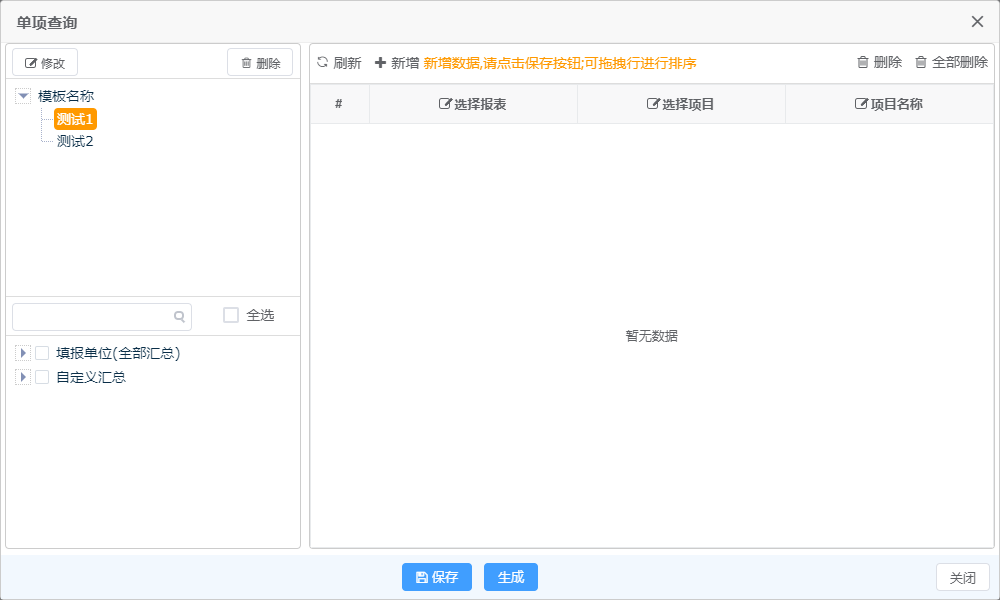 单项查询
修改
删除
模板名称
测试1
测试2
全选
填报单位(全部汇总)
自定义汇总
刷新 新增 新增数据,请点击保存按钮;可拖拽行进行排序 删除 全部删除
# 选择报表 选择项目 项目名称
暂无数据
保存 生成 关闭